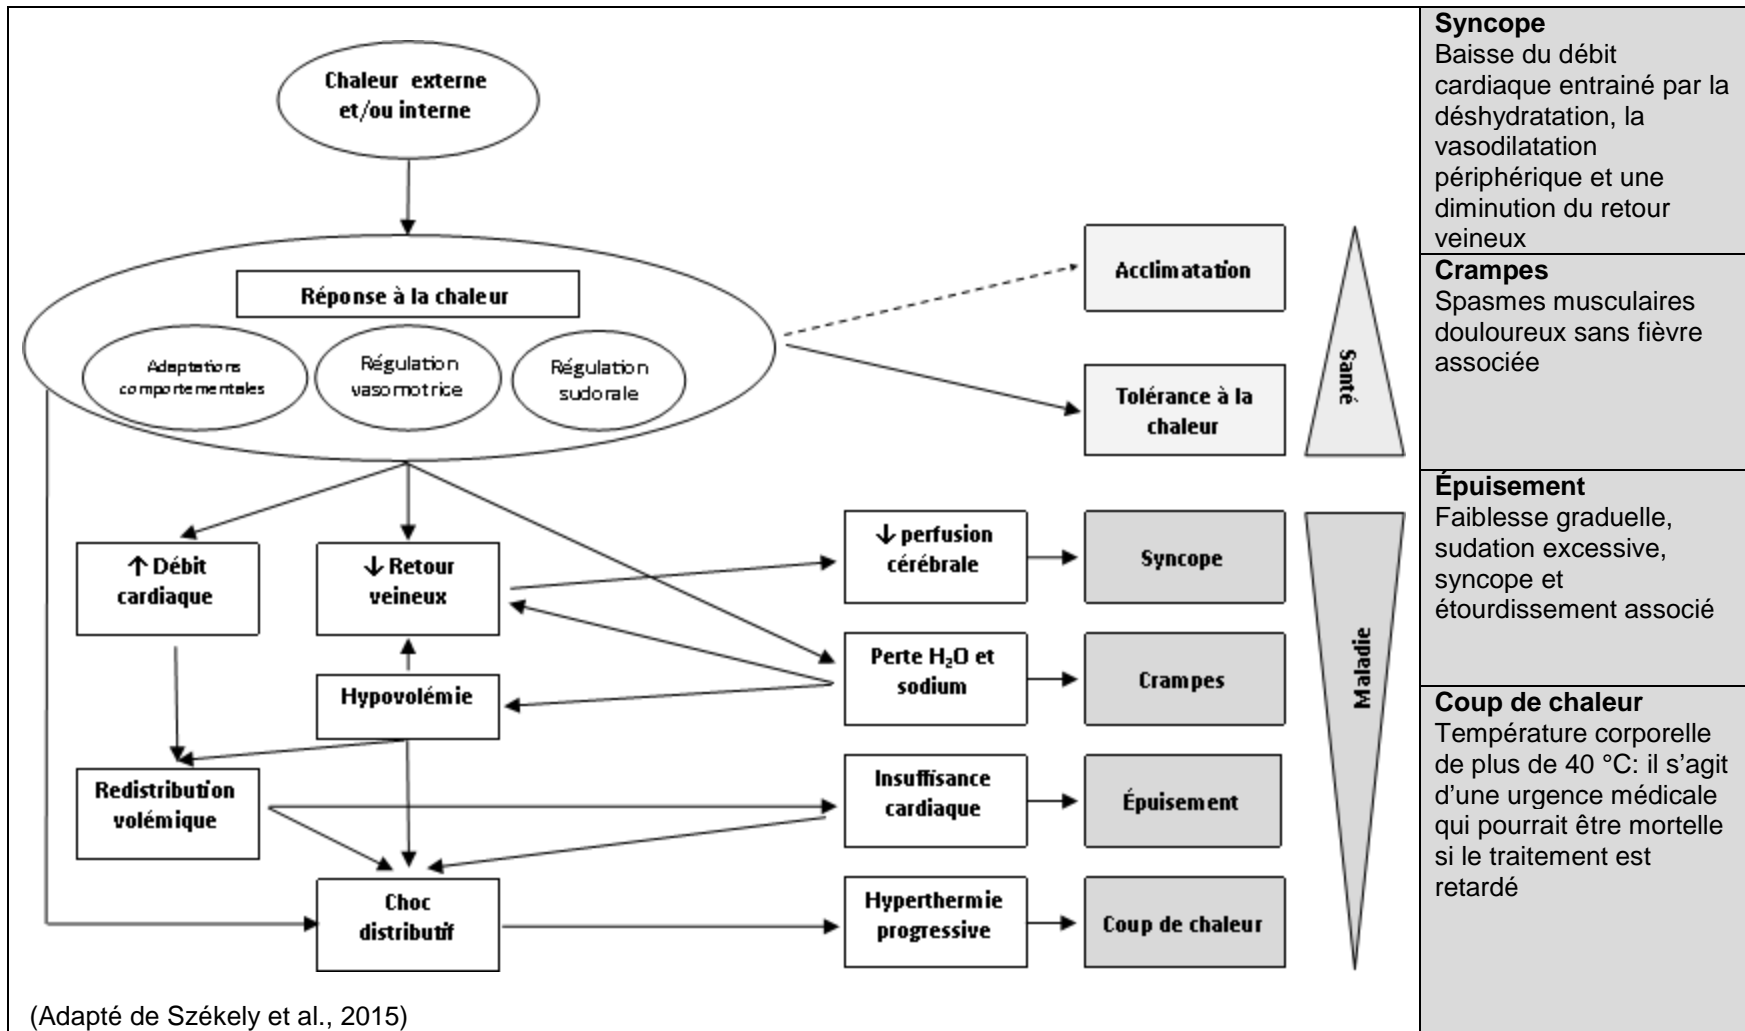 Chaleur externe
et/ou interne
Réponse à la chaleur
Adaptations
comportementales
Régulation
vasomotrice
Régulation
sudorale
Acclimatation
Tolérance à la
chaleur
Santé
↑ Débit
cardiaque
↓ Retour
veineux
↓ perfusion
cérébrale
Syncope
Hypovolémie
Perte H₂O et
sodium
Crampes
Redistribution
volémique
Insuffisance
cardiaque
Épuisement
Choc
distributif
Hyperthermie
progressive
Coup de chaleur
Maladie
(Adapté de Székely et al., 2015)
Syncope
Baisse du débit
cardiaque entrainé par la
déshydratation, la
vasodilatation
périphérique et une
diminution du retour
veineux
Crampes
Spasmes musculaires
douloureux sans fièvre
associée
Épuisement
Faiblesse graduelle,
sudation excessive,
syncope et
étourdissement associé
Coup de chaleur
Température corporelle
de plus de 40 °C: il s’agit
d’une urgence médicale
qui pourrait être mortelle
si le traitement est
retardé